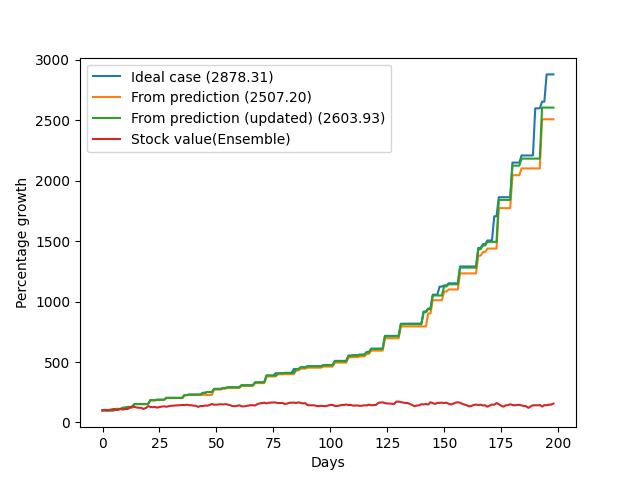 Ideal case (2878.31)
From prediction (2507.20)
From prediction (updated) (2603.93)
Stock value(Ensemble)
Percentage growth
3000
2500
2000
1500
1000
500
0
0 25 50 75 100 125 150 175 200
Days